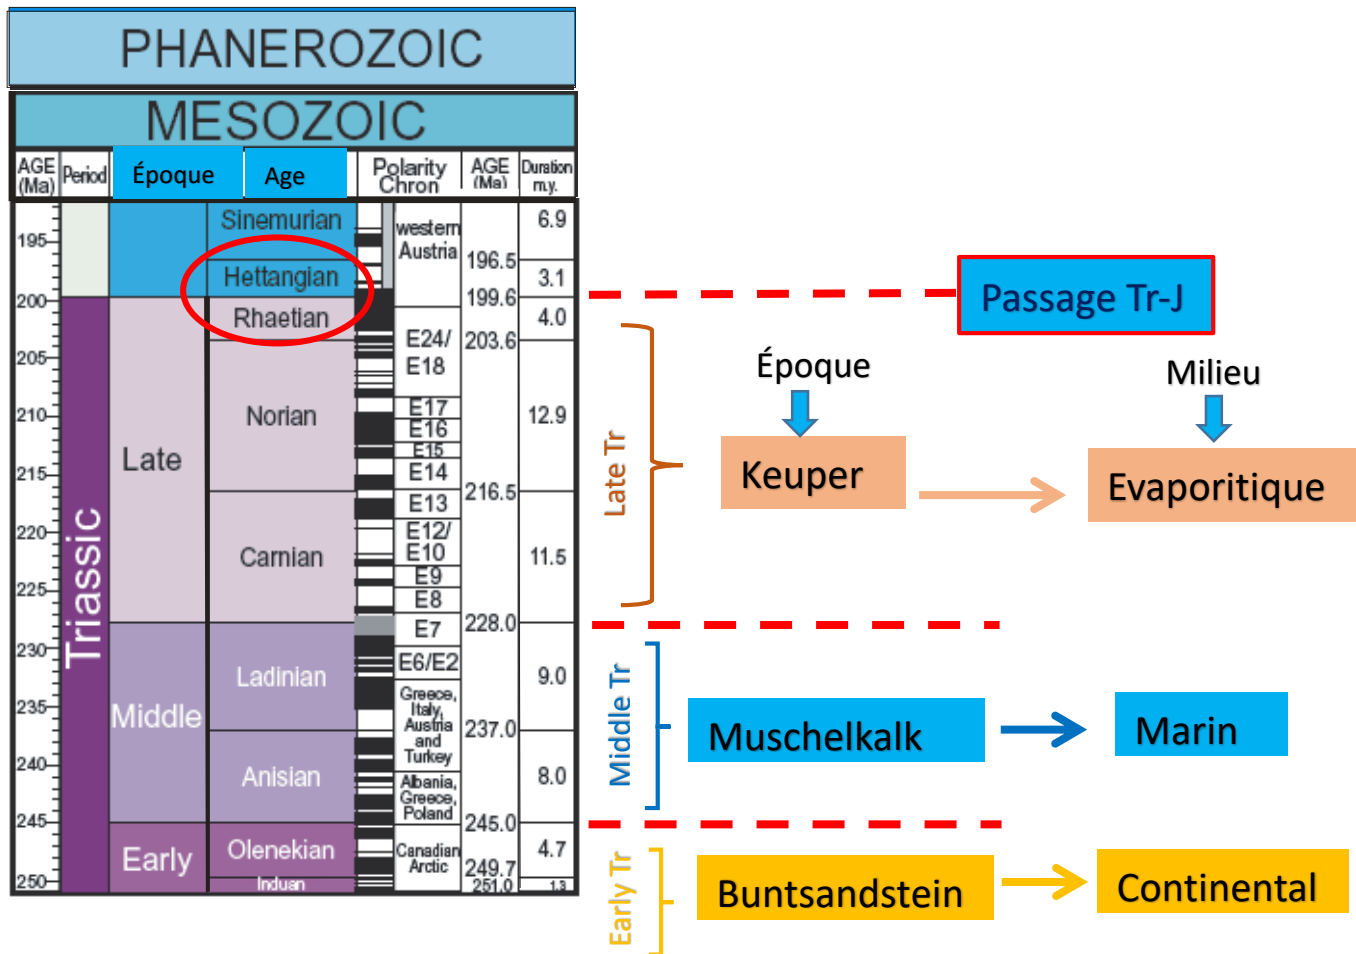 PHANEROZOIC
MESOZOIC
AGE (Ma)
Period
Époque
Age
Polarity Chron
AGE (Ma)
Duration m.y.
195
200
205
210
215
220
225
230
235
240
245
250
Triassic
Late
Middle
Early
Sinemurian
Hettangian
Rhaetian
Norian
Carnian
Ladinian
Anisian
Olenekian
Induan
western
Austria
E24/
E18
E17
E16
E15
E14
E13
E12/
E10
E9
E8
E7
E6/E2
Greece,
Italy,
Austria
and
Turkey
Albania,
Greece,
Poland
Canadian
Arctic
196.5
199.6
203.6
216.5
228.0
237.0
245.0
249.7
251.0
6.9
3.1
4.0
12.9
11.5
9.0
8.0
4.7
1.3
Passage Tr-J
Époque
Milieu
Late Tr
Keuper
Evaporitique
Middle Tr
Muschelkalk
Marin
Early Tr
Buntsandstein
Continental